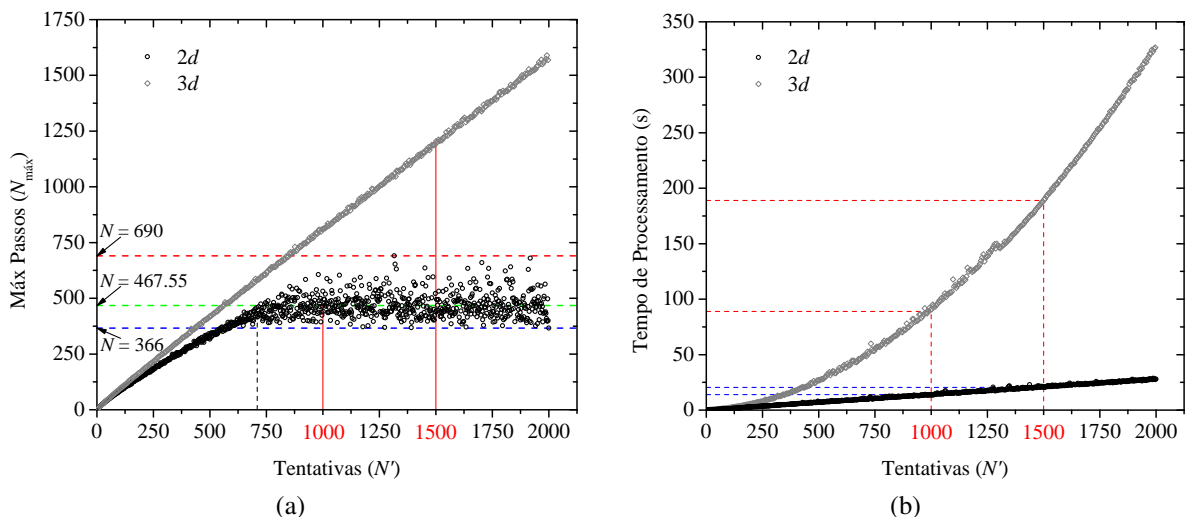 1750
1500
1250
1000
750
500
250
0
Máx Passos (Nmáx)
2d
3d
N = 690
N = 467.55
N = 366
0 250 500 750 1000 1250 1500 1750 2000
Tentativas (N')
(a)
350
300
250
200
150
100
50
25
0
Tempo de Processamento (s)
2d
3d
0 250 500 750 1000 1250 1500 1750 2000
Tentativas (N')
(b)